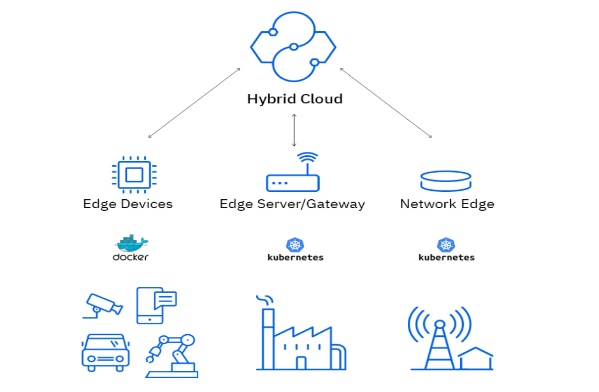 Hybrid Cloud
Edge Devices
Edge Server/Gateway
Network Edge
docker
kubernetes
kubernetes